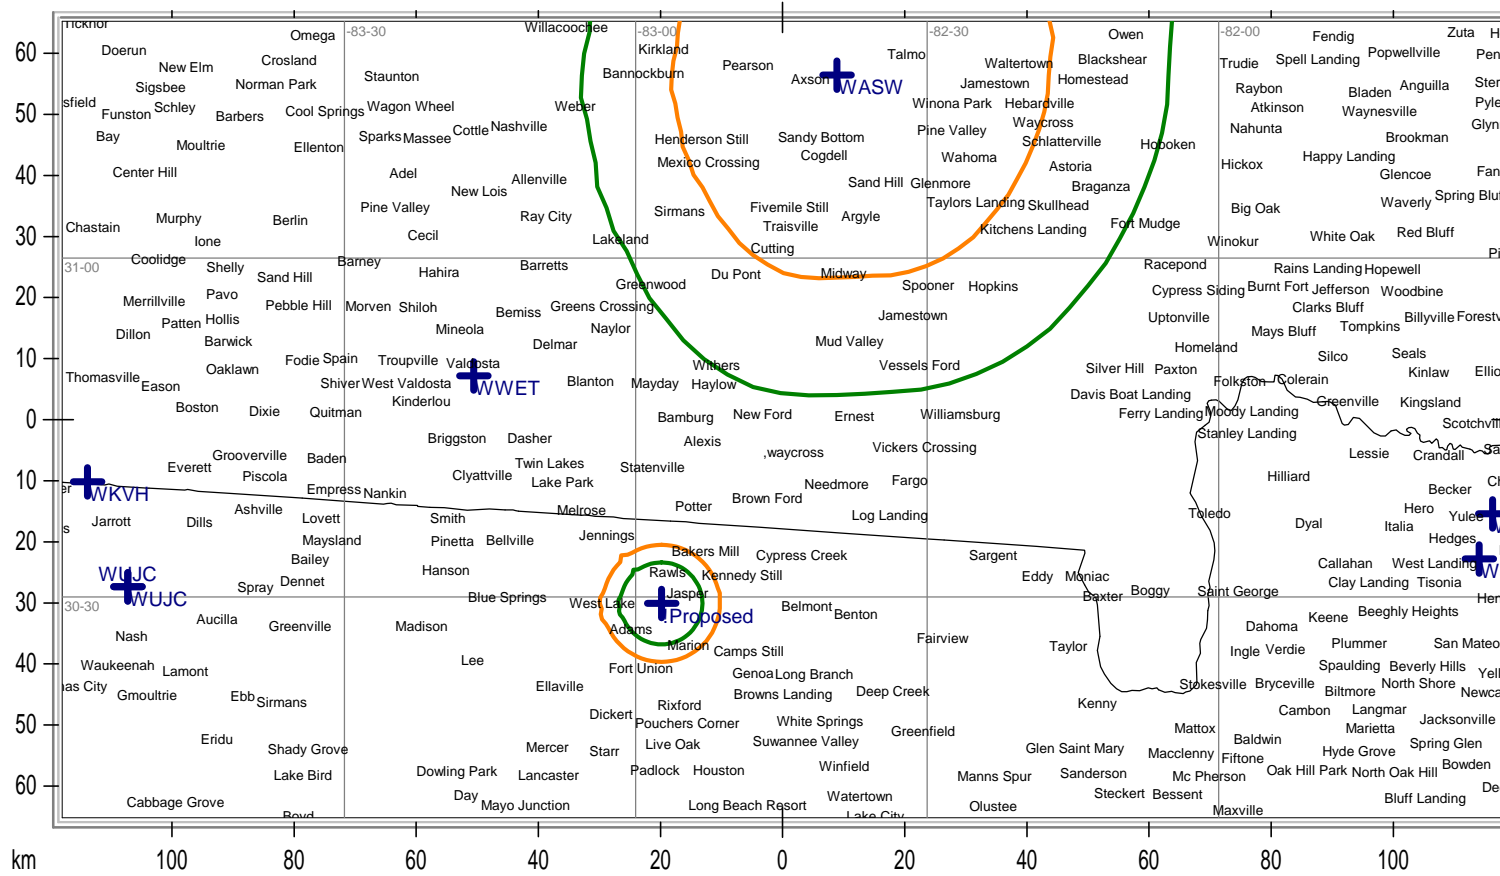 Ticknor
Omega
-83-30
Willacoochee
-83-00
-82-30
Owen
-82-00
Fendig
Zuta
60
Doerun
Crosland
Kirkland
Talmo
Blackshear
Trudie
Spell Landing
Popwellville
New Elm
Staunton
Bannockburn
Pearson
Axson
WASW
Waltertown
Homestead
Sigsbee
Norman Park
Jamestown
Raybon
Bladen
Anguilla
Funston
Schley
Barbers
Cool Springs
Wagon Wheel
Weber
Winona Park
Hebardville
Atkinson
Waynesville
50
Bay
Sparks
Massee
Cottle
Nashville
Henderson Still
Sandy Bottom
Pine Valley
Waycross
Schlatterville
Hoboken
Nahunta
Brookman
Moultrie
Ellenton
Mexico Crossing
Cogdell
Wahoma
Astoria
Hickox
Happy Landing
40
Center Hill
Adel
Allenville
New Lois
Sand Hill
Glenmore
Braganza
Glencoe
Spring Bluff
Chastain
Murphy
Berlin
Pine Valley
Ray City
Sirmans
Fivemile Still
Argyle
Taylors Landing
Skullhead
Big Oak
Waverly
30
Ione
Cecil
Lakeland
Traisville
Cutting
Kitchens Landing
Fort Mudge
Winokur
White Oak
Red Bluff
31-00
Coolidge
Shelly
Sand Hill
Barney
Hahira
Barretts
Greenwood
Du Pont
Midway
Spooner
Hopkins
Racepond
Rains Landing
Hopewell
20
Merrillville
Pavo
Pebble Hill
Morven
Shiloh
Bemiss
Greens Crossing
Jamestown
Cypress Siding
Burnt Fort
Jefferson
Woodbine
Patten
Hollis
Mineola
Naylor
Uptonville
Clarks Bluff
Billyville
Dillon
Barwick
Delmar
Mud Valley
Homeland
Mays Bluff
Tompkins
10
Thomasville
Oaklawn
Fodie
Spain
Troupville
Valdosta
WWET
Withers
Vessels Ford
Silver Hill
Paxton
Silco
Seals
Eason
Shiver
West Valdosta
Blanton
Mayday
Haylow
Davis Boat Landing
Folkston
Colerain
Kinlaw
Boston
Dixie
Quitman
Kinderlou
Bamburg
New Ford
Ernest
Williamsburg
Ferry Landing
Moody Landing
Greenville
Kingsland
0
Briggston
Dasher
Alexis
Vickers Crossing
Stanley Landing
Scotchvill
Everett
Grooverville
Baden
Twin Lakes
Statenville
,waycross
Lessie
Crandall
10
WKVH
Piscola
Clyattville
Lake Park
Needmore
Fargo
Hilliard
Becker
Empress
Nankin
Potter
Brown Ford
Jarrott
Dills
Ashville
Lovett
Smith
Melrose
Log Landing
Toledo
Dyal
Hero
Italia
Yulee
20
Maysland
Pinetta
Bellville
Jennings
Bakers Mill
Cypress Creek
Sargent
Hedges
WUJC
WUJC
Bailey
Hanson
Rawls
Kennedy Still
Eddy
Moniac
Callahan
West Landing
Spray
Dennet
Blue Springs
West Lake
Jasper
Baxter
Boggy
Saint George
Clay Landing
Tisonia
30
30-30
Aucilla
Greenville
Madison
Adams
!Proposed
Belmont
Benton
Dahoma
Keene
Beeghly Heights
Nash
Marion
Camps Still
Fairview
Taylor
Ingle
Verdie
Plummer
San Mateo
40
Waukeenah
Lamont
Lee
Fort Union
Genoa
Long Branch
Spaulding
Beverly Hills
Gmoultrie
Ebb
Sirmans
Ellaville
Browns Landing
Deep Creek
Kenny
Stokesville
Bryceville
Biltmore
North Shore
50
Dickert
Rixford
Pouchers Corner
White Springs
Greenfield
Mattox
Cambon
Langmar
Jacksonville
Eridu
Shady Grove
Mercer
Starr
Live Oak
Suwannee Valley
Glen Saint Mary
Macclenny
Baldwin
Marietta
Spring Glen
60
Lake Bird
Dowling Park
Lancaster
Padlock
Houston
Winfield
Manns Spur
Sanderson
Mc Pherson
Fiftone
Hyde Grove
Oak Hill Park
North Oak Hill
Bowden
Cabbage Grove
Day
Mayo Junction
Long Beach Resort
Watertown
Olustee
Steckert
Bessent
Maxville
Bluff Landing
Boyd
Lake City
km
100
80
60
40
20
0
20
40
60
80
100